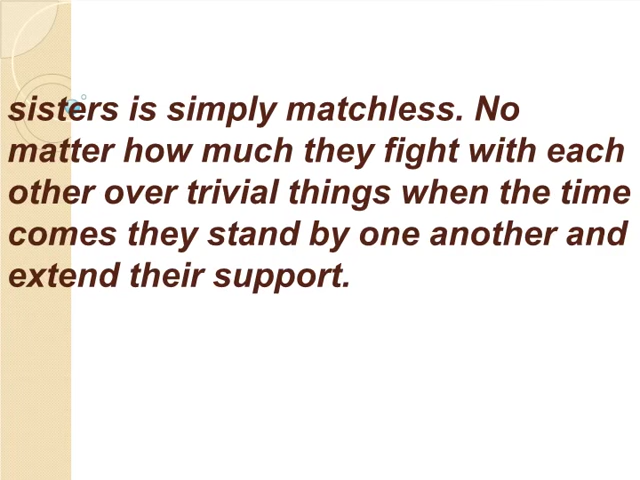 sisters is simply matchless. No
matter how much they fight with each
other over trivial things when the time
comes they stand by one another and
extend their support.